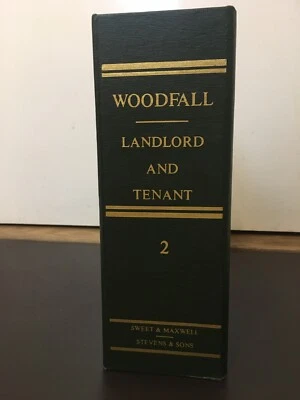 WOODFALL
LANDLORD
AND
TENANT
2
SWEET & MAXWELL
STEVENS & SONS